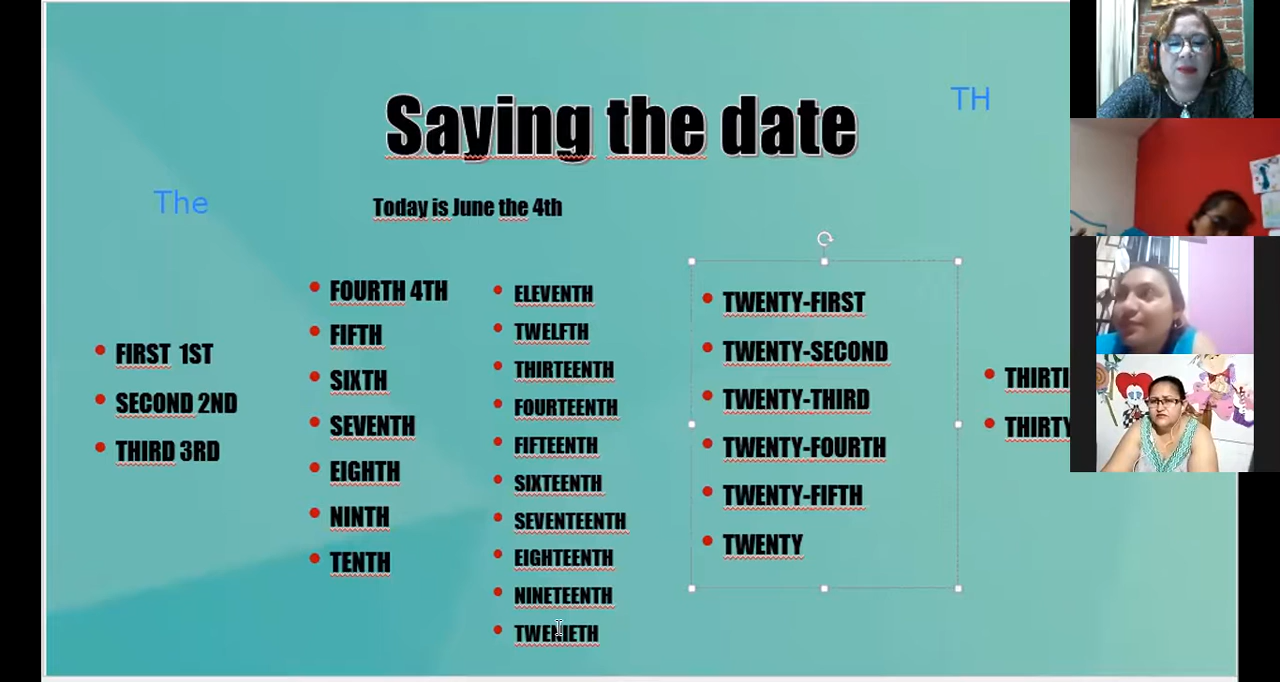 Saying the date
TH
The
Today is June the 4th
FIRST 1ST
SECOND 2ND
THIRD 3RD
FOURTH 4TH
FIFTH
SIXTH
SEVENTH
EIGHTH
NINTH
TENTH
ELEVENTH
TWELFTH
THIRTEENTH
FOURTEENTH
FIFTEENTH
SIXTEENTH
SEVENTEENTH
EIGHTEENTH
NINETEENTH
TWENTY-FIRST
TWENTY-SECOND
TWENTY-THIRD
TWENTY-FOURTH
TWENTY-FIFTH
TWENTY